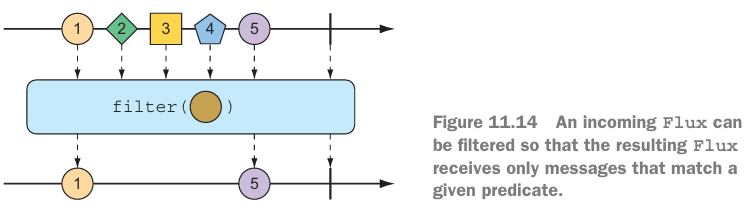 1 2 3 4 5
filter( )
1 5
Figure 11.14 An incoming Flux can
be filtered so that the resulting Flux
receives only messages that match a
given predicate.